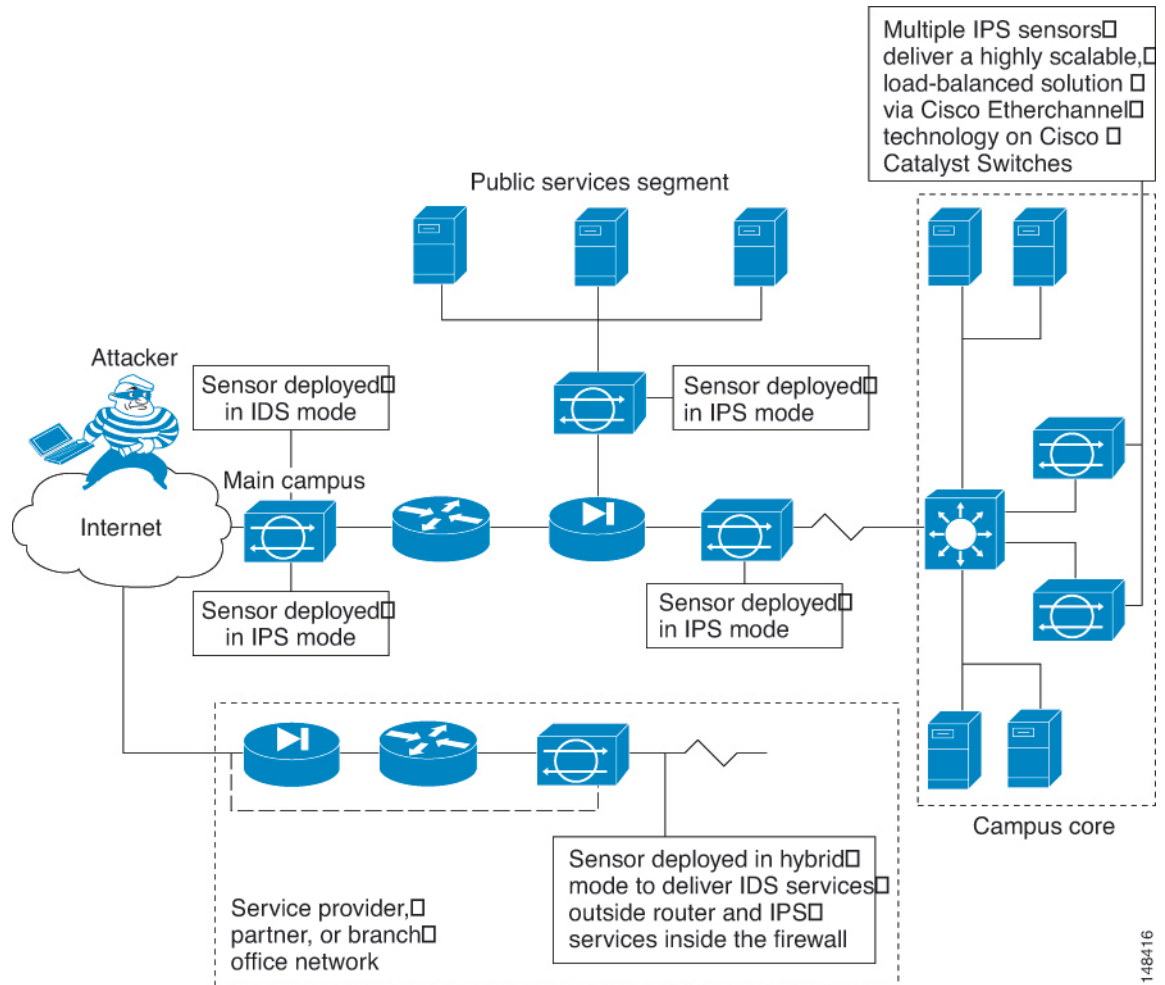 Multiple IPS sensors□
deliver a highly scalable,□
load-balanced solution □
via Cisco Etherchannel□
technology on Cisco □
Catalyst Switches
Public services segment
Attacker
Sensor deployed□
in IDS mode
Sensor deployed□
in IPS mode
Main campus
Internet
Sensor deployed□
in IPS mode
Sensor deployed□
in IPS mode
Campus core
Sensor deployed in hybrid□
mode to deliver IDS services□
outside router and IPS□
services inside the firewall
Service provider,□
partner, or branch□
office network
148416